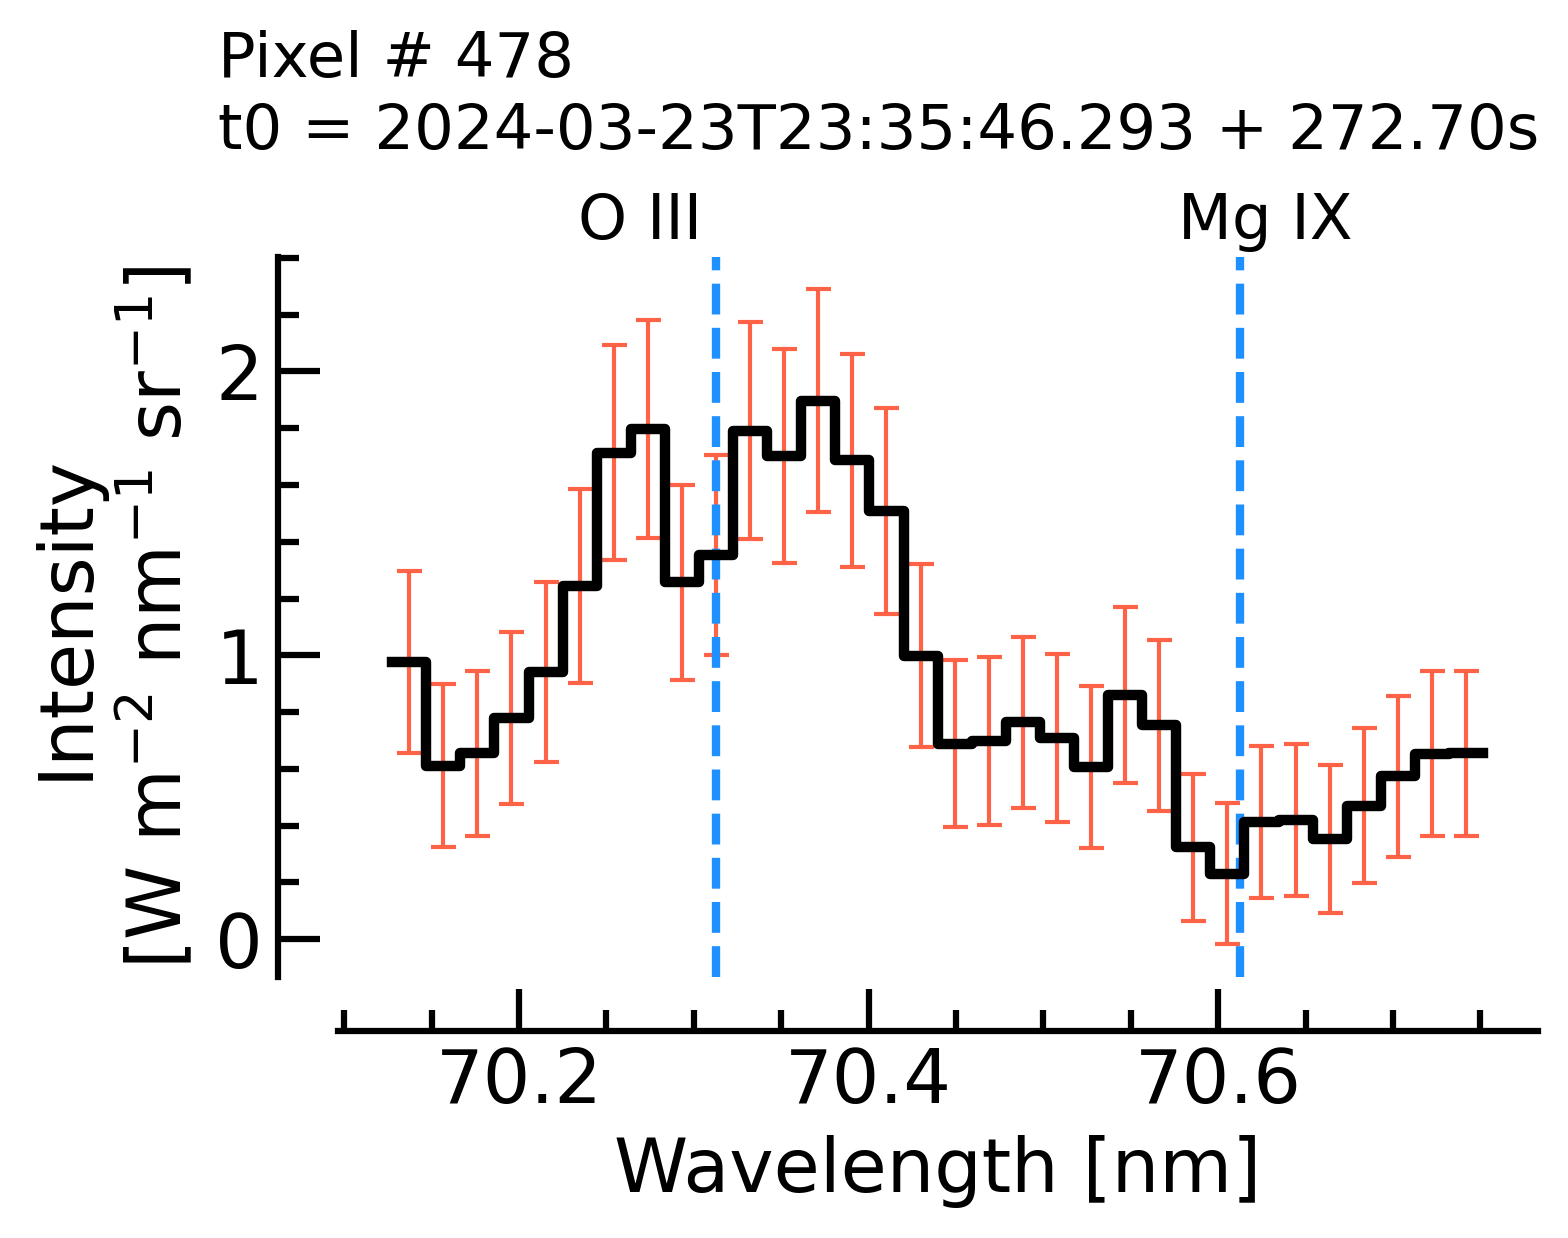 Pixel # 478
t0 = 2024-03-23T23:35:46.293 + 272.70s
O III Mg IX
Intensity
[W m⁻² nm⁻¹ sr⁻¹]
2
1
0
70.2 70.4 70.6
Wavelength [nm]